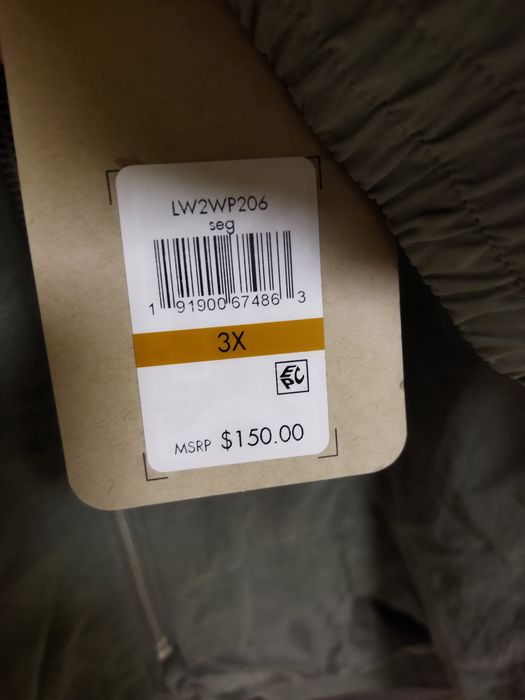 LW2WP206
seg
1 91900 67486 3
3X
EPC
MSRP $150.00